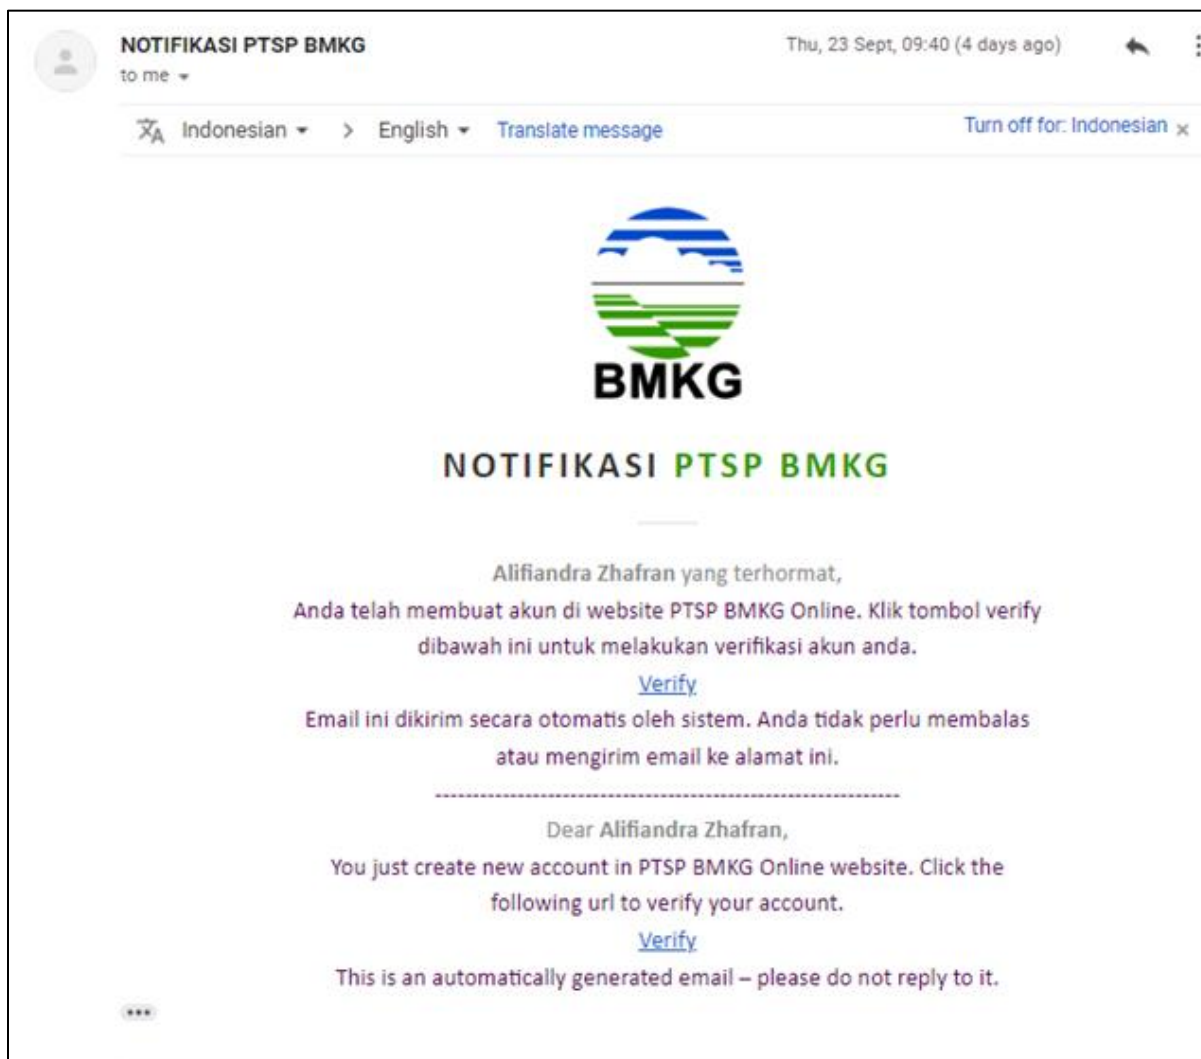 NOTIFIKASI PTSP BMKG
Thu, 23 Sept, 09:40 (4 days ago)
to me
Indonesian > English Translate message
Turn off for: Indonesian ×
BMKG
NOTIFIKASI PTSP BMKG
Alifiandra Zhafran yang terhormat,
Anda telah membuat akun di website PTSP BMKG Online. Klik tombol verify
dibawah ini untuk melakukan verifikasi akun anda.
Verify
Email ini dikirim secara otomatis oleh sistem. Anda tidak perlu membalas
atau mengirim email ke alamat ini.
--------------------------------------------------------------
Dear Alifiandra Zhafran,
You just create new account in PTSP BMKG Online website. Click the
following url to verify your account.
Verify
This is an automatically generated email – please do not reply to it.